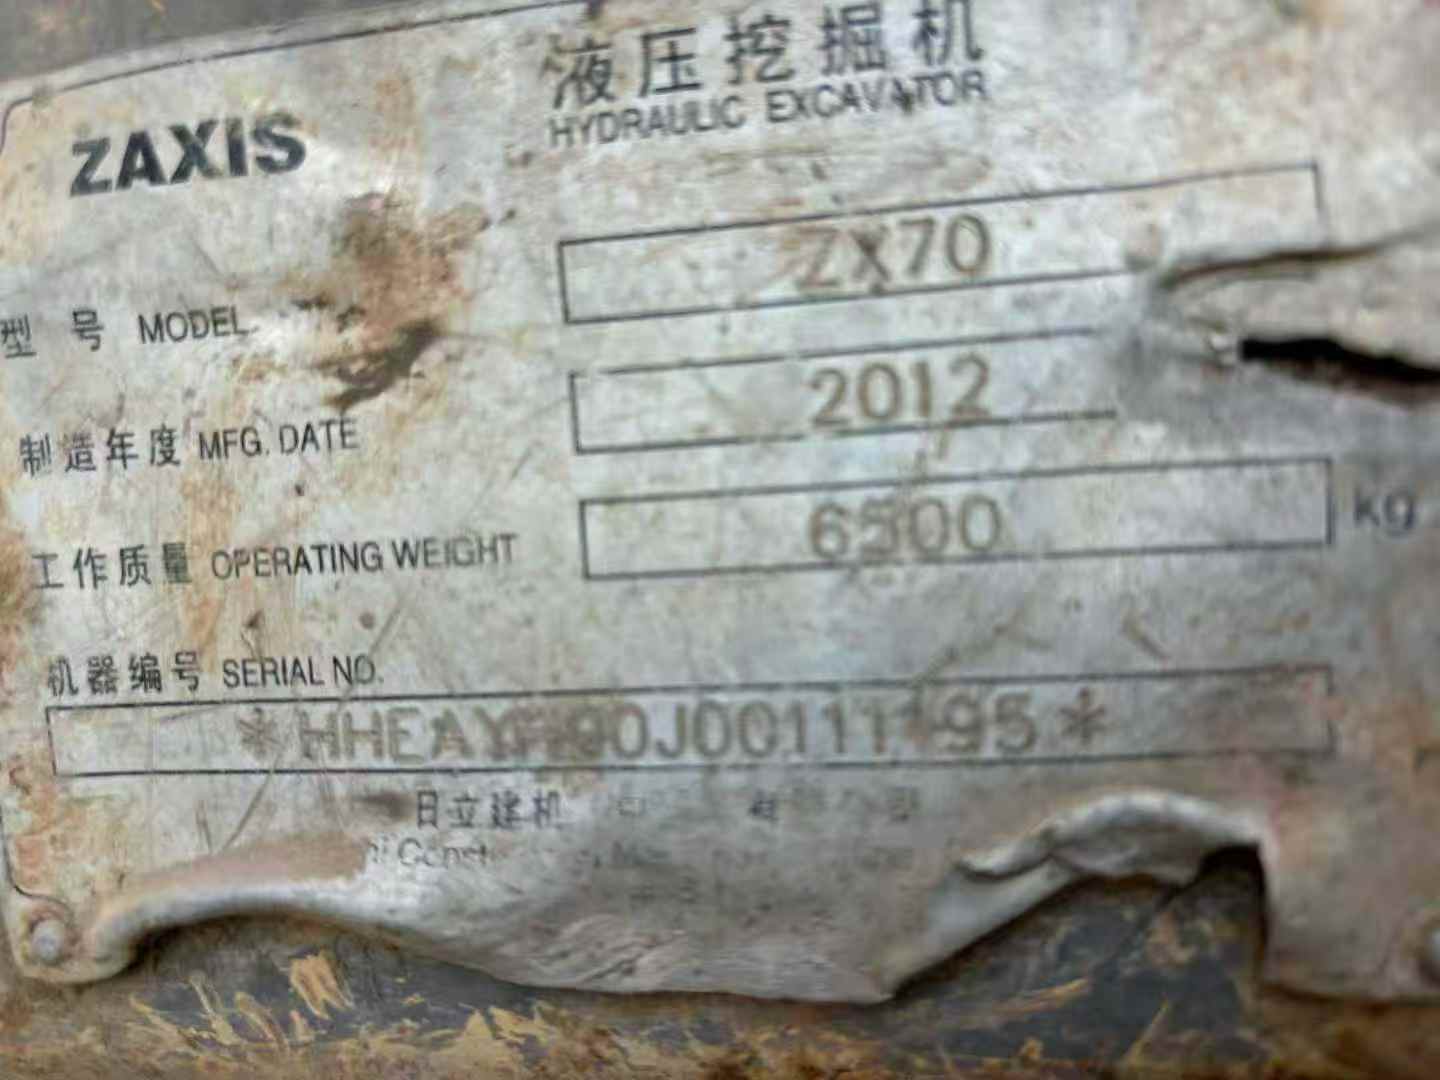 液压挖掘机
HYDRAULIC EXCAVATOR
ZAXIS
型号 MODEL ZX70
制造年度 MFG. DATE 2012
工作质量 OPERATING WEIGHT 6500 kg
机器编号 SERIAL NO.
日立建机